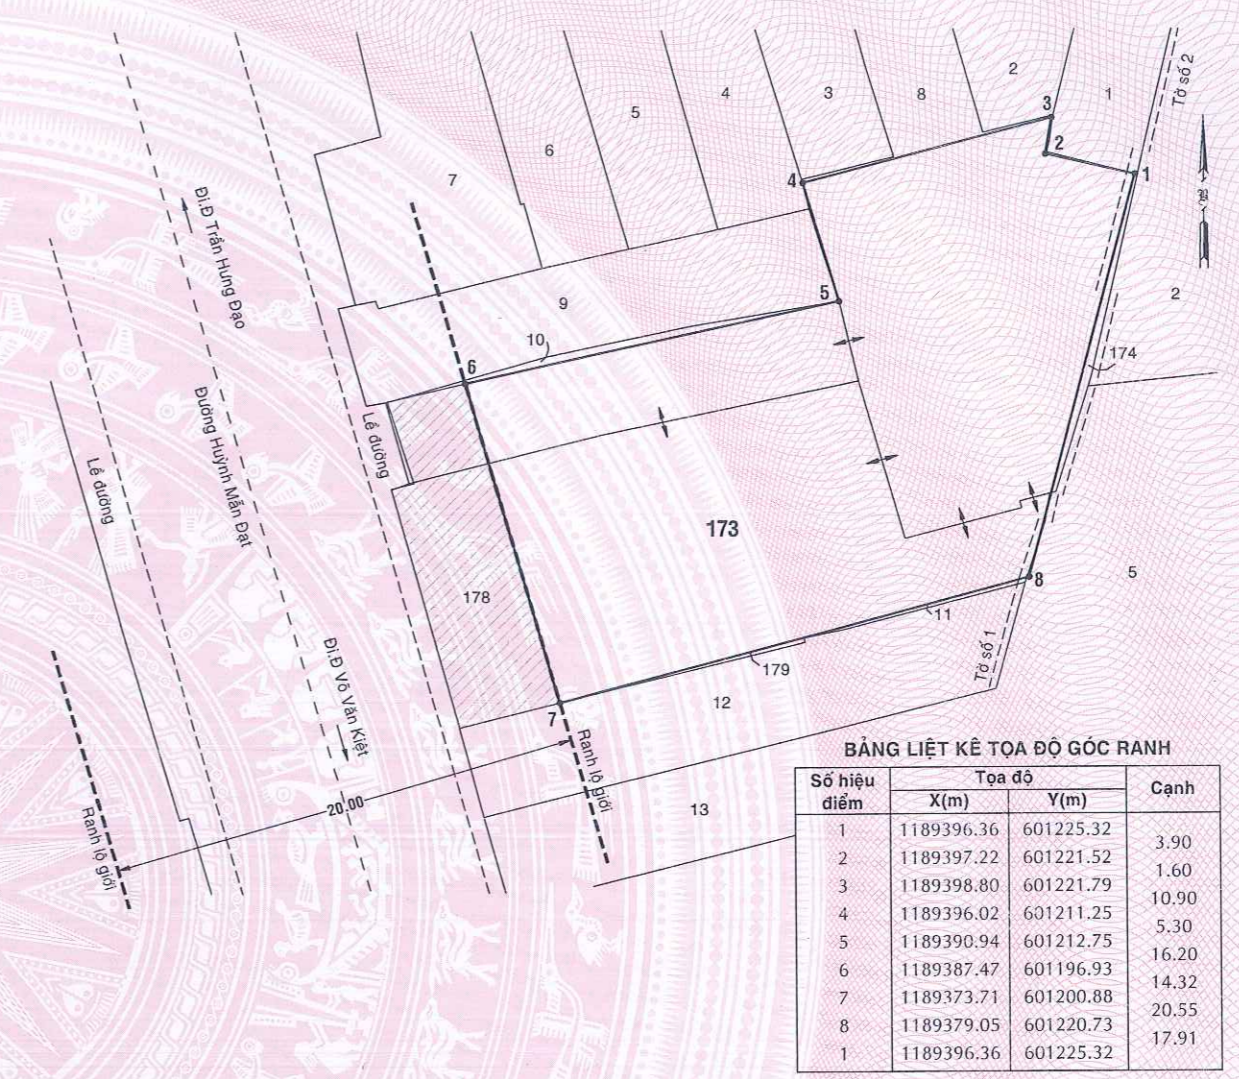 2
3
1
Tờ số 2
4
3
8
5
6
7
2
1
4
Đi.Đ Trần Hưng Đạo
5
9
2
10
174
6
Đường Huỳnh Mẫn Đạt
Lề đường
Lề đường
173
178
8
5
11
Tờ số 1
179
Đi.Đ Võ Văn Kiệt
12
7
Ranh lộ giới
20.00
13
Ranh lộ giới
BẢNG LIỆT KÊ TỌA ĐỘ GÓC RANH
Số hiệu điểm Tọa độ Cạnh
X(m) Y(m)
1 1189396.36 601225.32
3.90
2 1189397.22 601221.52
1.60
3 1189398.80 601221.79
10.90
4 1189396.02 601211.25
5.30
5 1189390.94 601212.75
16.20
6 1189387.47 601196.93
14.32
7 1189373.71 601200.88
20.55
8 1189379.05 601220.73
17.91
1 1189396.36 601225.32